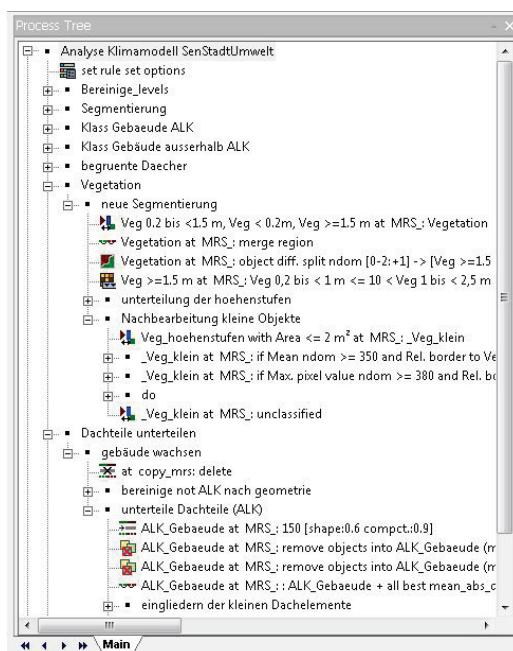 Process Tree
Analyse Klimamodell SenStadtUmwelt
set rule set options
Bereinige_levels
Segmentierung
Klass Gebaeude ALK
Klass Gebäude ausserhalb ALK
begruente Daecher
Vegetation
neue Segmentierung
Veg 0.2 bis <1.5 m, Veg < 0.2m, Veg >=1.5 m at MRS_: Vegetation
Vegetation at MRS_: merge region
Vegetation at MRS_: object diff. split ndom [0-2:+1] -> [Veg >=1.5
Veg >=1.5 m at MRS_: Veg 0,2 bis < 1 m <= 10 < Veg 1 bis < 2,5 m
unterteilung der hoehenstufen
Nachbearbeitung kleine Objekte
Veg_hoehenstufen with Area <= 2 m² at MRS_: _Veg_klein
_Veg_klein at MRS_: if Mean ndom >= 350 and Rel. border to Ve
_Veg_klein at MRS_: if Max. pixel value ndom >= 380 and Rel. bo
do
_Veg_klein at MRS_: unclassified
Dachteile unterteilen
gebäude wachsen
at copy_mrs: delete
bereinige not ALK nach geometrie
unterteile Dachteile (ALK)
ALK_Gebaeude at MRS_: 150 [shape:0.6 compct.:0.9]
ALK_Gebaeude at MRS_: remove objects into ALK_Gebaeude (m
ALK_Gebaeude at MRS_: remove objects into ALK_Gebaeude (m
ALK_Gebaeude at MRS_: : ALK_Gebaeude + all best mean_abs_c
eingliedern der kleinen Dachelemente
Main